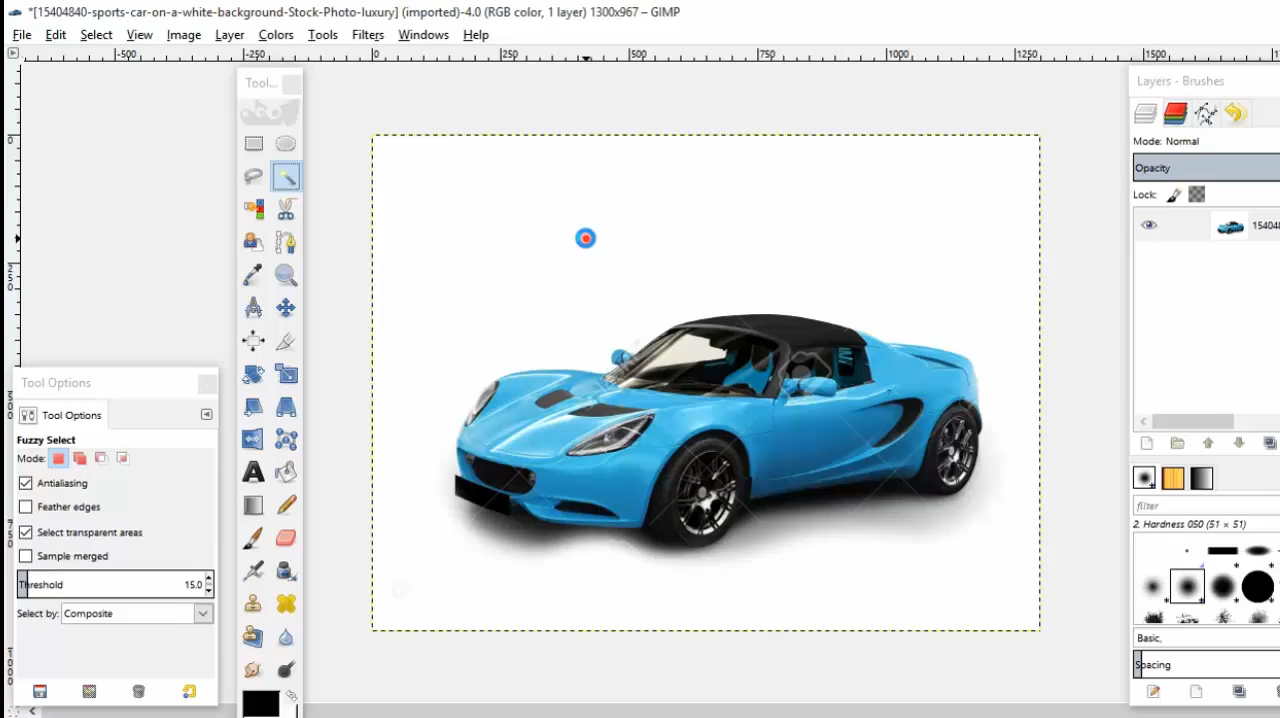 *[15404840-sports-car-on-a-white-background-Stock-Photo-luxury] (imported)-4.0 (RGB color, 1 layer) 1300x967 – GIMP
File Edit Select View Image Layer Colors Tools Filters Windows Help
-500 -250 0 250 500 750 1000 1250 1500
Tool...
Layers - Brushes
0
Mode: Normal
Opacity
Lock:
15404
250
Tool Options
Tool Options
Fuzzy Select
Mode:
Antialiasing
Feather edges
Select transparent areas
Sample merged
Threshold 15.0
Select by: Composite
filter
2. Hardness 050 (51 × 51)
Basic,
Spacing